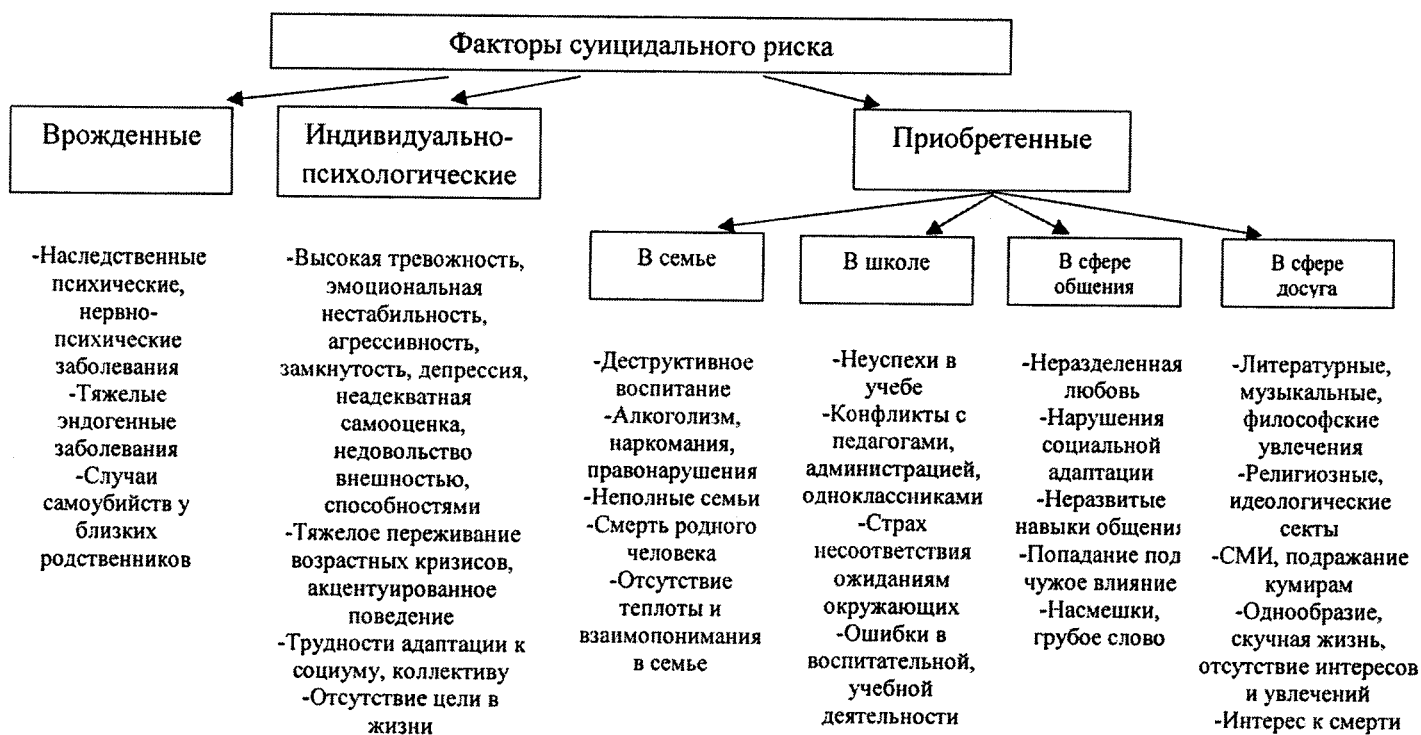 Факторы суицидального риска
Врожденные
Индивидуально-
психологические
Приобретенные
-Наследственные
психические,
нервно-
психические
заболевания
-Тяжелые
эндогенные
заболевания
-Случаи
самоубийств у
близких
родственников
-Высокая тревожность,
эмоциональная
нестабильность,
агрессивность,
замкнутость, депрессия,
неадекватная
самооценка,
недовольство
внешностью,
способностями
-Тяжелое переживание
возрастных кризисов,
акцентуированное
поведение
-Трудности адаптации к
социуму, коллективу
-Отсутствие цели в
жизни
В семье
-Деструктивное
воспитание
-Алкоголизм,
наркомания,
правонарушения
-Неполные семьи
-Смерть родного
человека
-Отсутствие
теплоты и
взаимопонимания
в семье
В школе
-Неуспехи в
учебе
-Конфликты с
педагогами,
администрацией,
одноклассниками
-Страх
несоответствия
ожиданиям
окружающих
-Ошибки в
воспитательной,
учебной
деятельности
В сфере
общения
-Неразделенная
любовь
-Нарушения
социальной
адаптации
-Неразвитые
навыки общения
-Попадание под
чужое влияние
-Насмешки,
грубое слово
В сфере
досуга
-Литературные,
музыкальные,
философские
увлечения
-Религиозные,
идеологические
секты
-СМИ, подражание
кумирам
-Однообразие,
скучная жизнь,
отсутствие интересов
и увлечений
-Интерес к смерти